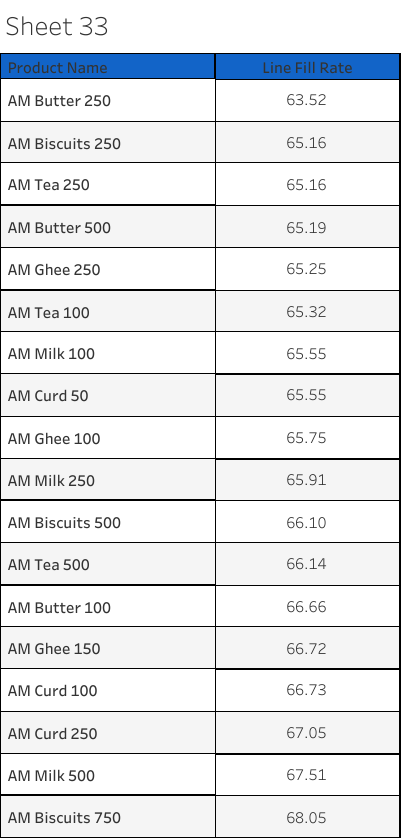 Sheet 33
Product Name Line Fill Rate
AM Butter 250 63.52
AM Biscuits 250 65.16
AM Tea 250 65.16
AM Butter 500 65.19
AM Ghee 250 65.25
AM Tea 100 65.32
AM Milk 100 65.55
AM Curd 50 65.55
AM Ghee 100 65.75
AM Milk 250 65.91
AM Biscuits 500 66.10
AM Tea 500 66.14
AM Butter 100 66.66
AM Ghee 150 66.72
AM Curd 100 66.73
AM Curd 250 67.05
AM Milk 500 67.51
AM Biscuits 750 68.05